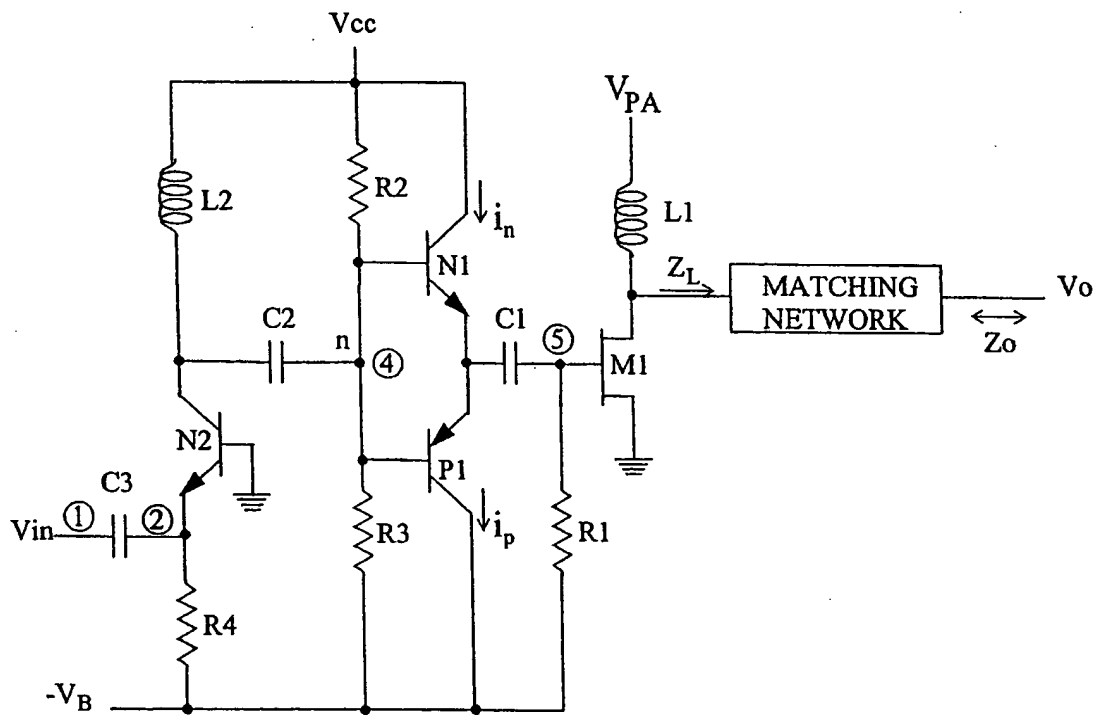 Vcc
V_PA
L2
R2
i_n
L1
N1
Z_L
MATCHING
NETWORK
Vo
Zo
C2
n
④
C1
⑤
M1
N2
P1
C3
Vin
①
②
R3
i_p
R1
R4
-V_B